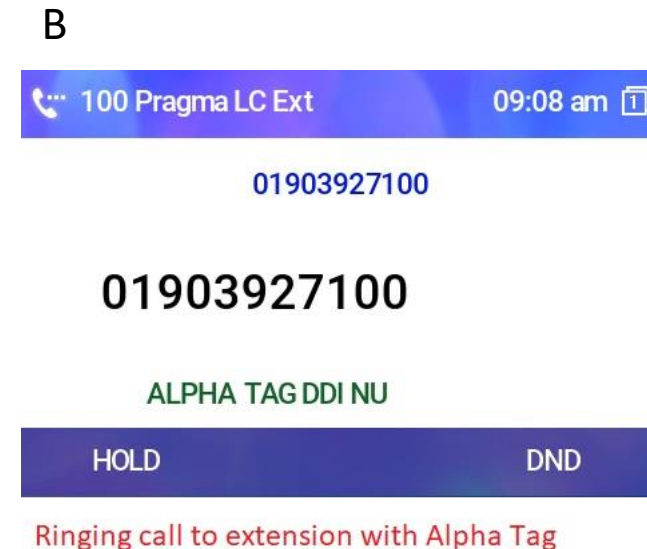 B
100 Pragma LC Ext 09:08 am 1
01903927100
01903927100
ALPHA TAG DDI NU
HOLD DND
Ringing call to extension with Alpha Tag